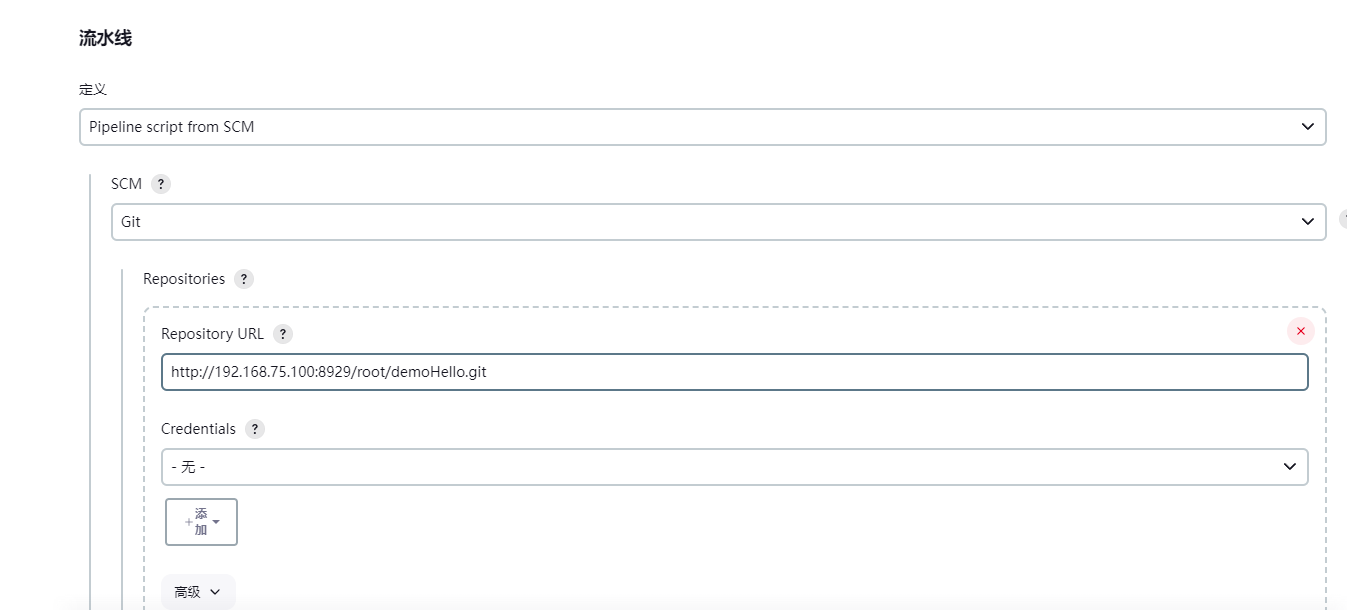 流水线
定义
Pipeline script from SCM
SCM ?
Git
Repositories ?
Repository URL ?
http://192.168.75.100:8929/root/demoHello.git
Credentials ?
- 无 -
+添
加
高级